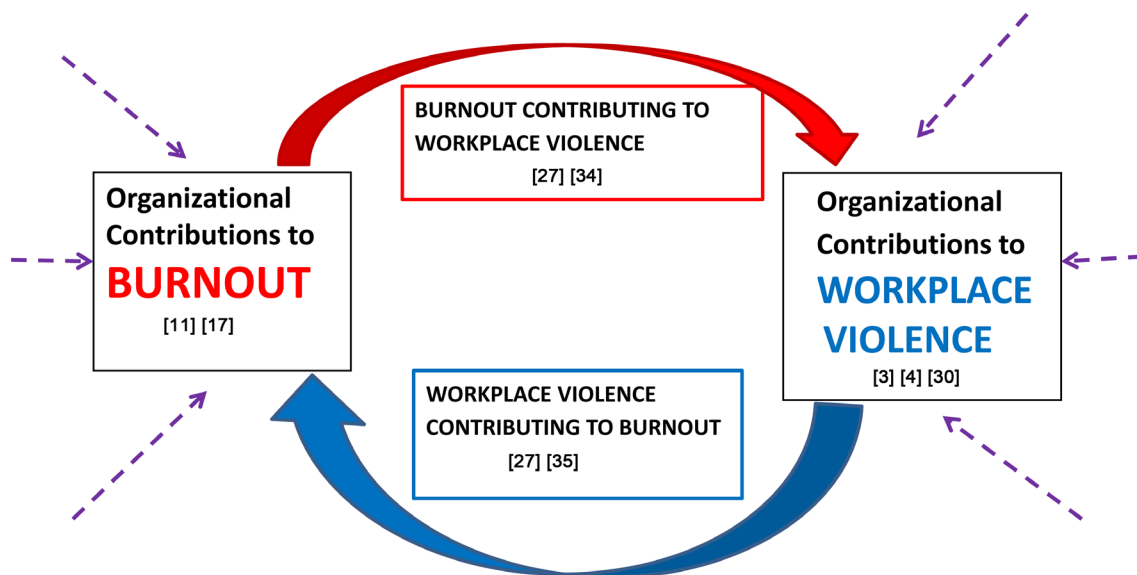 BURNOUT CONTRIBUTING TO
WORKPLACE VIOLENCE
[27] [34]
Organizational
Contributions to
BURNOUT
[11] [17]
Organizational
Contributions to
WORKPLACE
VIOLENCE
[3] [4] [30]
WORKPLACE VIOLENCE
CONTRIBUTING TO BURNOUT
[27] [35]